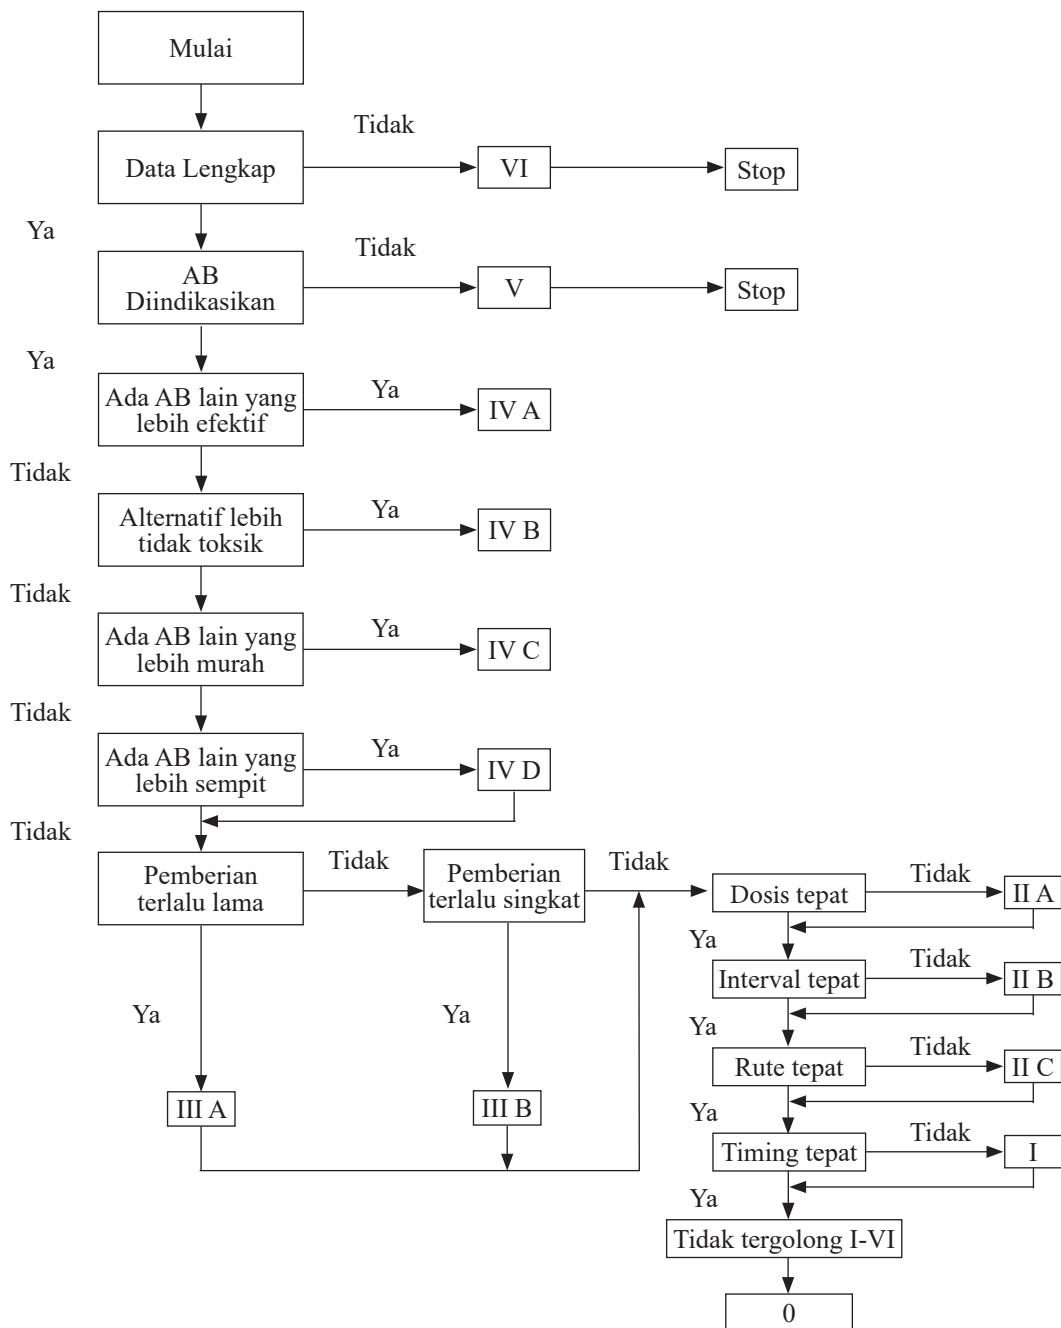 Mulai
Tidak
Data Lengkap
VI
Stop
Ya
Tidak
AB
Diindikasikan
V
Stop
Ya
Ada AB lain yang
lebih efektif
Ya
IV A
Tidak
Alternatif lebih
tidak toksik
Ya
IV B
Tidak
Ada AB lain yang
lebih murah
Ya
IV C
Tidak
Ada AB lain yang
lebih sempit
Ya
IV D
Tidak
Pemberian
terlalu lama
Tidak
Pemberian
terlalu singkat
Tidak
Dosis tepat
Tidak
II A
Ya
Interval tepat
Tidak
II B
Ya
Ya
Ya
Rute tepat
Tidak
II C
III A
III B
Ya
Timing tepat
Tidak
I
Ya
Tidak tergolong I-VI
0